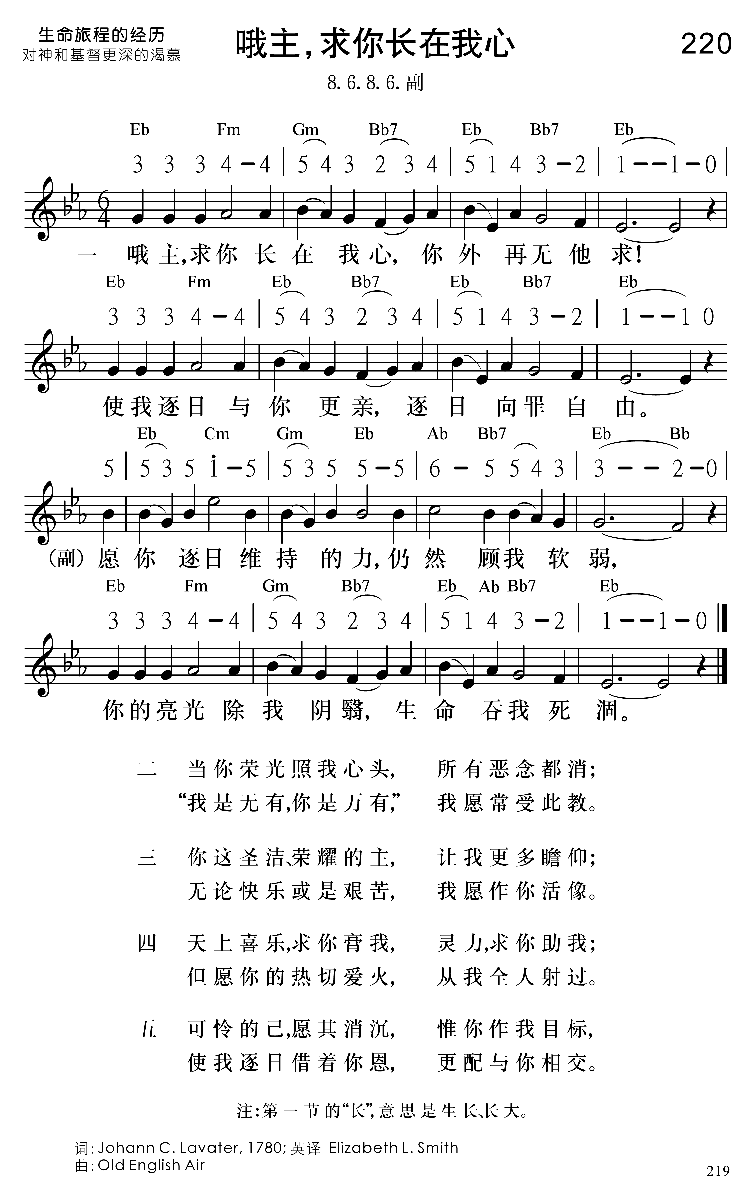 生命旅程的经历
对神和基督更深的渴慕
哦主,求你长在我心
220
8. 6. 8. 6. 副
Eb Fm Gm Bb7 Eb Bb7 Eb
3 3 3 4 – 4 | 5 4 3 2 3 4 | 5 1 4 3 – 2 | 1 – – 1 – 0
6
4
一 哦主,求你长在我心, 你外再无他求!
Eb Fm Eb Bb7 Eb Bb7 Eb
3 3 3 4 – 4 | 5 4 3 2 3 4 | 5 1 4 3 – 2 | 1 – – 1 0
使我逐日与你更亲, 逐日向罪自由。
Eb Cm Gm Eb Ab Bb7 Eb Bb
5 | 5 3 5 i – 5 | 5 3 5 5 – 5 | 6 – 5 5 4 3 | 3 – – 2 – 0
(副) 愿你逐日维持的力,仍然顾我软弱,
Eb Fm Gm Bb7 Eb Ab Bb7 Eb
3 3 3 4 – 4 | 5 4 3 2 3 4 | 5 1 4 3 – 2 | 1 – – 1 – 0 ‖
你的亮光除我阴翳, 生命吞我死涸。
二 当你荣光照我心头, 所有恶念都消;
“我是无有,你是万有,” 我愿常受此教。
三 你这圣洁、荣耀的主, 让我更多瞻仰;
无论快乐或是艰苦, 我愿作你活像。
四 天上喜乐,求你膏我, 灵力,求你助我;
但愿你的热切爱火, 从我全人射过。
五 可怜的己,愿其消沉, 惟你作我目标,
使我逐日借着你恩, 更配与你相交。
注:第一节的“长”,意思是生长、长大。
词: Johann C. Lavater, 1780; 英译 Elizabeth L. Smith
曲: Old English Air
219